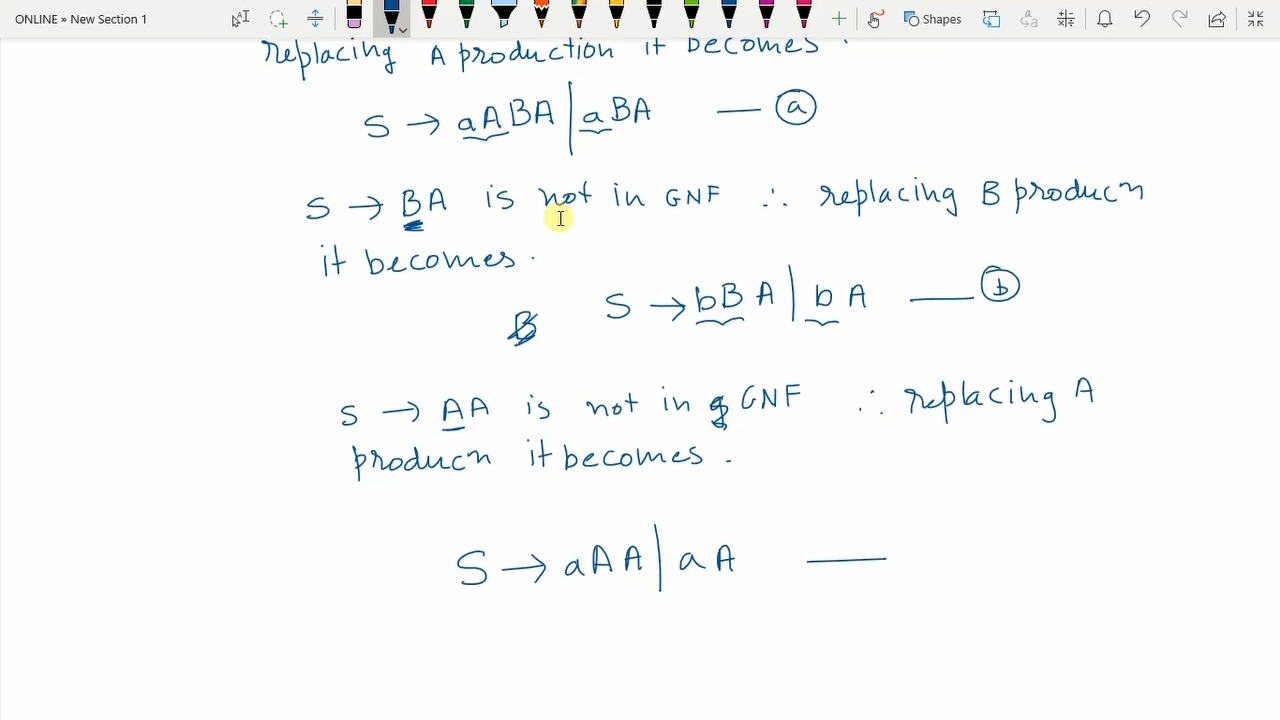 ONLINE » New Section 1
Shapes
replacing A production it becomes.
S → aABA | aBA — ⓐ
S → BA is not in GNF ∴ replacing B producn
it becomes.
S → bBA | bA — ⓑ
B
S → AA is not in GNF ∴ replacing A
producn it becomes.
S → aAA | aA —